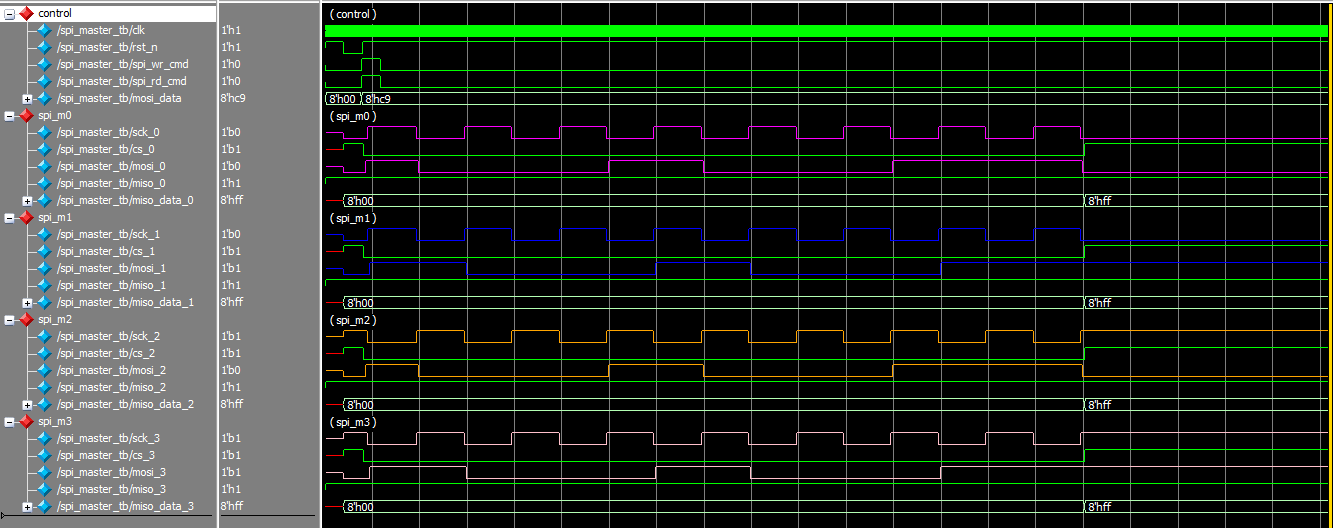 control ( control )
/spi_master_tb/clk 1'h1
/spi_master_tb/rst_n 1'h1
/spi_master_tb/spi_wr_cmd 1'h0
/spi_master_tb/spi_rd_cmd 1'h0
/spi_master_tb/mosi_data 8'hc9 8'h00 8'hc9
spi_m0 ( spi_m0 )
/spi_master_tb/sck_0 1'b0
/spi_master_tb/cs_0 1'b1
/spi_master_tb/mosi_0 1'b0
/spi_master_tb/miso_0 1'h1
/spi_master_tb/miso_data_0 8'hff 8'h00 8'hff
spi_m1 ( spi_m1 )
/spi_master_tb/sck_1 1'b0
/spi_master_tb/cs_1 1'b1
/spi_master_tb/mosi_1 1'b1
/spi_master_tb/miso_1 1'h1
/spi_master_tb/miso_data_1 8'hff 8'h00 8'hff
spi_m2 ( spi_m2 )
/spi_master_tb/sck_2 1'b1
/spi_master_tb/cs_2 1'b1
/spi_master_tb/mosi_2 1'b0
/spi_master_tb/miso_2 1'h1
/spi_master_tb/miso_data_2 8'hff 8'h00 8'hff
spi_m3 ( spi_m3 )
/spi_master_tb/sck_3 1'b1
/spi_master_tb/cs_3 1'b1
/spi_master_tb/mosi_3 1'b1
/spi_master_tb/miso_3 1'h1
/spi_master_tb/miso_data_3 8'hff 8'h00 8'hff